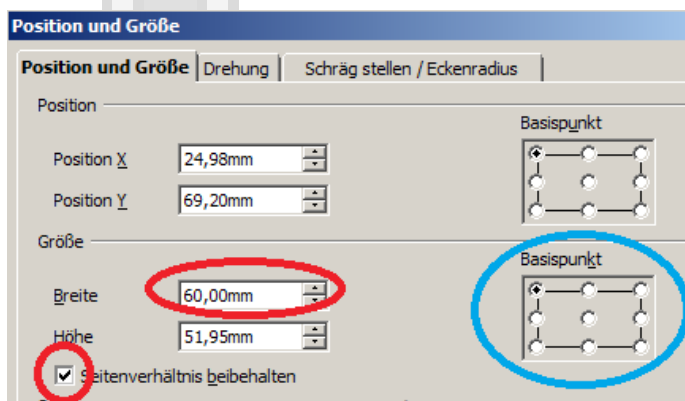 Position und Größe
Position und Größe Drehung Schräg stellen / Eckenradius
Position
Basispunkt
Position X 24,98mm
Position Y 69,20mm
Größe
Basispunkt
Breite 60,00mm
Höhe 51,95mm
Seitenverhältnis beibehalten